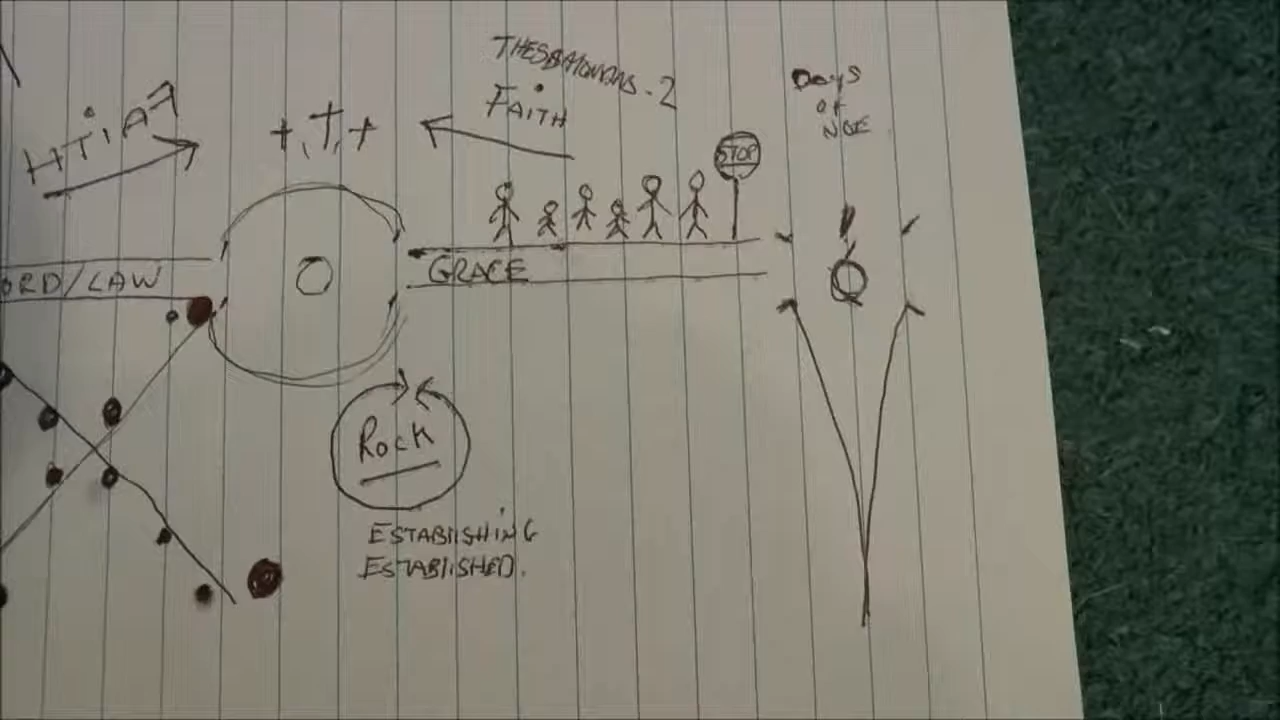 THESSALONIANS-2
FAiTH
Days
of
NOE
HTiAF
STOP
ORD/LAW
GRACE
Rock
ESTABLISHING
ESTABLISHED.